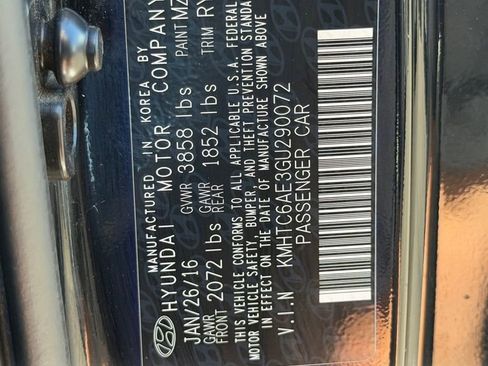 MANUFACTURED IN KOREA BY
HYUNDAI MOTOR COMPANY
JAN/26/16 GVWR 3858 lbs PAINT MZ
GAWR FRONT 2072 lbs GAWR REAR 1852 lbs TRIM RY
THIS VEHICLE CONFORMS TO ALL APPLICABLE U.S.A. FEDERAL
MOTOR VEHICLE SAFETY, BUMPER, AND THEFT PREVENTION STANDA
IN EFFECT ON THE DATE OF MANUFACTURE SHOWN ABOVE
V.I.N KMHTC6AE3GU290072
PASSENGER CAR